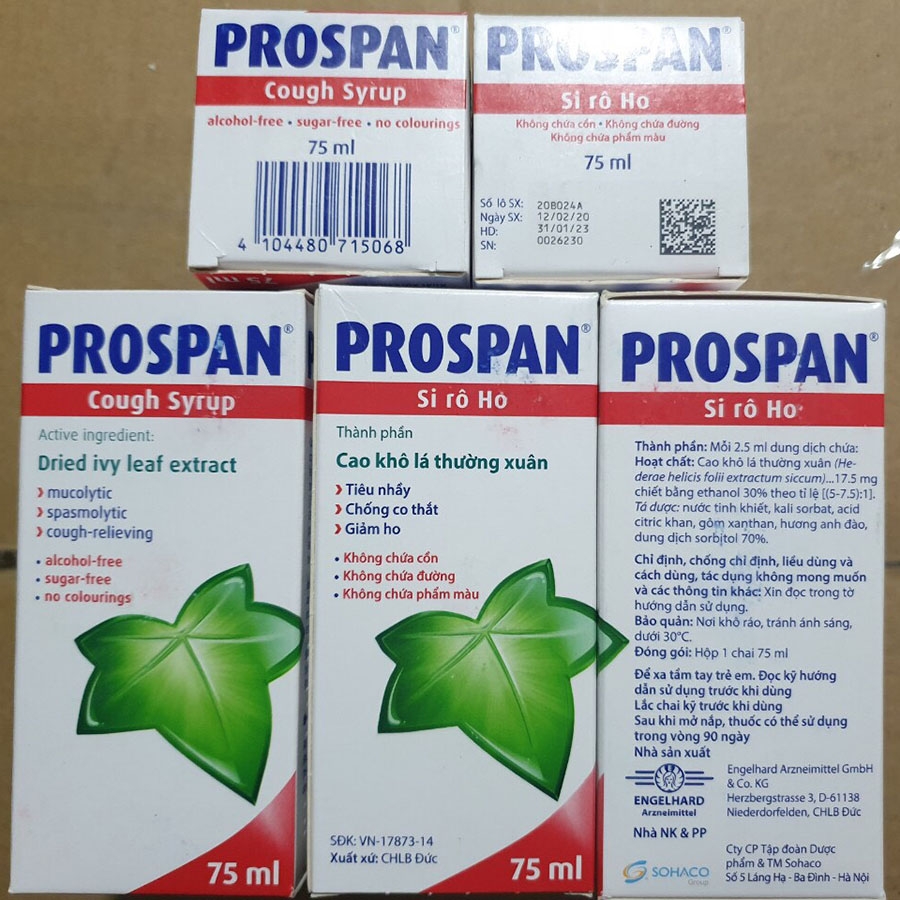 PROSPAN®
Cough Syrup
alcohol-free • sugar-free • no colourings
75 ml
4 104480 715068
PROSPAN®
Si rô Ho
Không chứa cồn • Không chứa đường
Không chứa phẩm màu
75 ml
Số lô SX: 20B024A
Ngày SX: 12/02/20
HD: 31/01/23
SN: 0026230
75 ml
PROSPAN®
Cough Syrup
Active ingredient:
Dried ivy leaf extract
› mucolytic
› spasmolytic
› cough-relieving
• alcohol-free
• sugar-free
• no colourings
75 ml
PROSPAN®
Si rô Ho
Thành phần
Cao khô lá thường xuân
› Tiêu nhầy
› Chống co thắt
› Giảm ho
• Không chứa cồn
• Không chứa đường
• Không chứa phẩm màu
SĐK: VN-17873-14
Xuất xứ: CHLB Đức
75 ml
PROSPAN®
Si rô Ho
Thành phần: Mỗi 2.5 ml dung dịch chứa:
Hoạt chất: Cao khô lá thường xuân (He-
derae helicis folii extractum siccum)...17.5 mg
chiết bằng ethanol 30% theo tỉ lệ [(5-7.5):1].
Tá dược: nước tinh khiết, kali sorbat, acid
citric khan, gôm xanthan, hương anh đào,
dung dịch sorbitol 70%.
Chỉ định, chống chỉ định, liều dùng và
cách dùng, tác dụng không mong muốn
và các thông tin khác: Xin đọc trong tờ
hướng dẫn sử dụng.
Bảo quản: Nơi khô ráo, tránh ánh sáng,
dưới 30°C.
Đóng gói: Hộp 1 chai 75 ml
Để xa tầm tay trẻ em. Đọc kỹ hướng
dẫn sử dụng trước khi dùng
Lắc chai kỹ trước khi dùng
Sau khi mở nắp, thuốc có thể sử dụng
trong vòng 90 ngày
Nhà sản xuất
ENGELHARD
Arzneimittel
Engelhard Arzneimittel GmbH
& Co. KG
Herzbergstrasse 3, D-61138
Niederdorfelden, CHLB Đức
Nhà NK & PP
SOHACO
Group
Cty CP Tập đoàn Dược
phẩm & TM Sohaco
Số 5 Láng Hạ - Ba Đình - Hà Nội